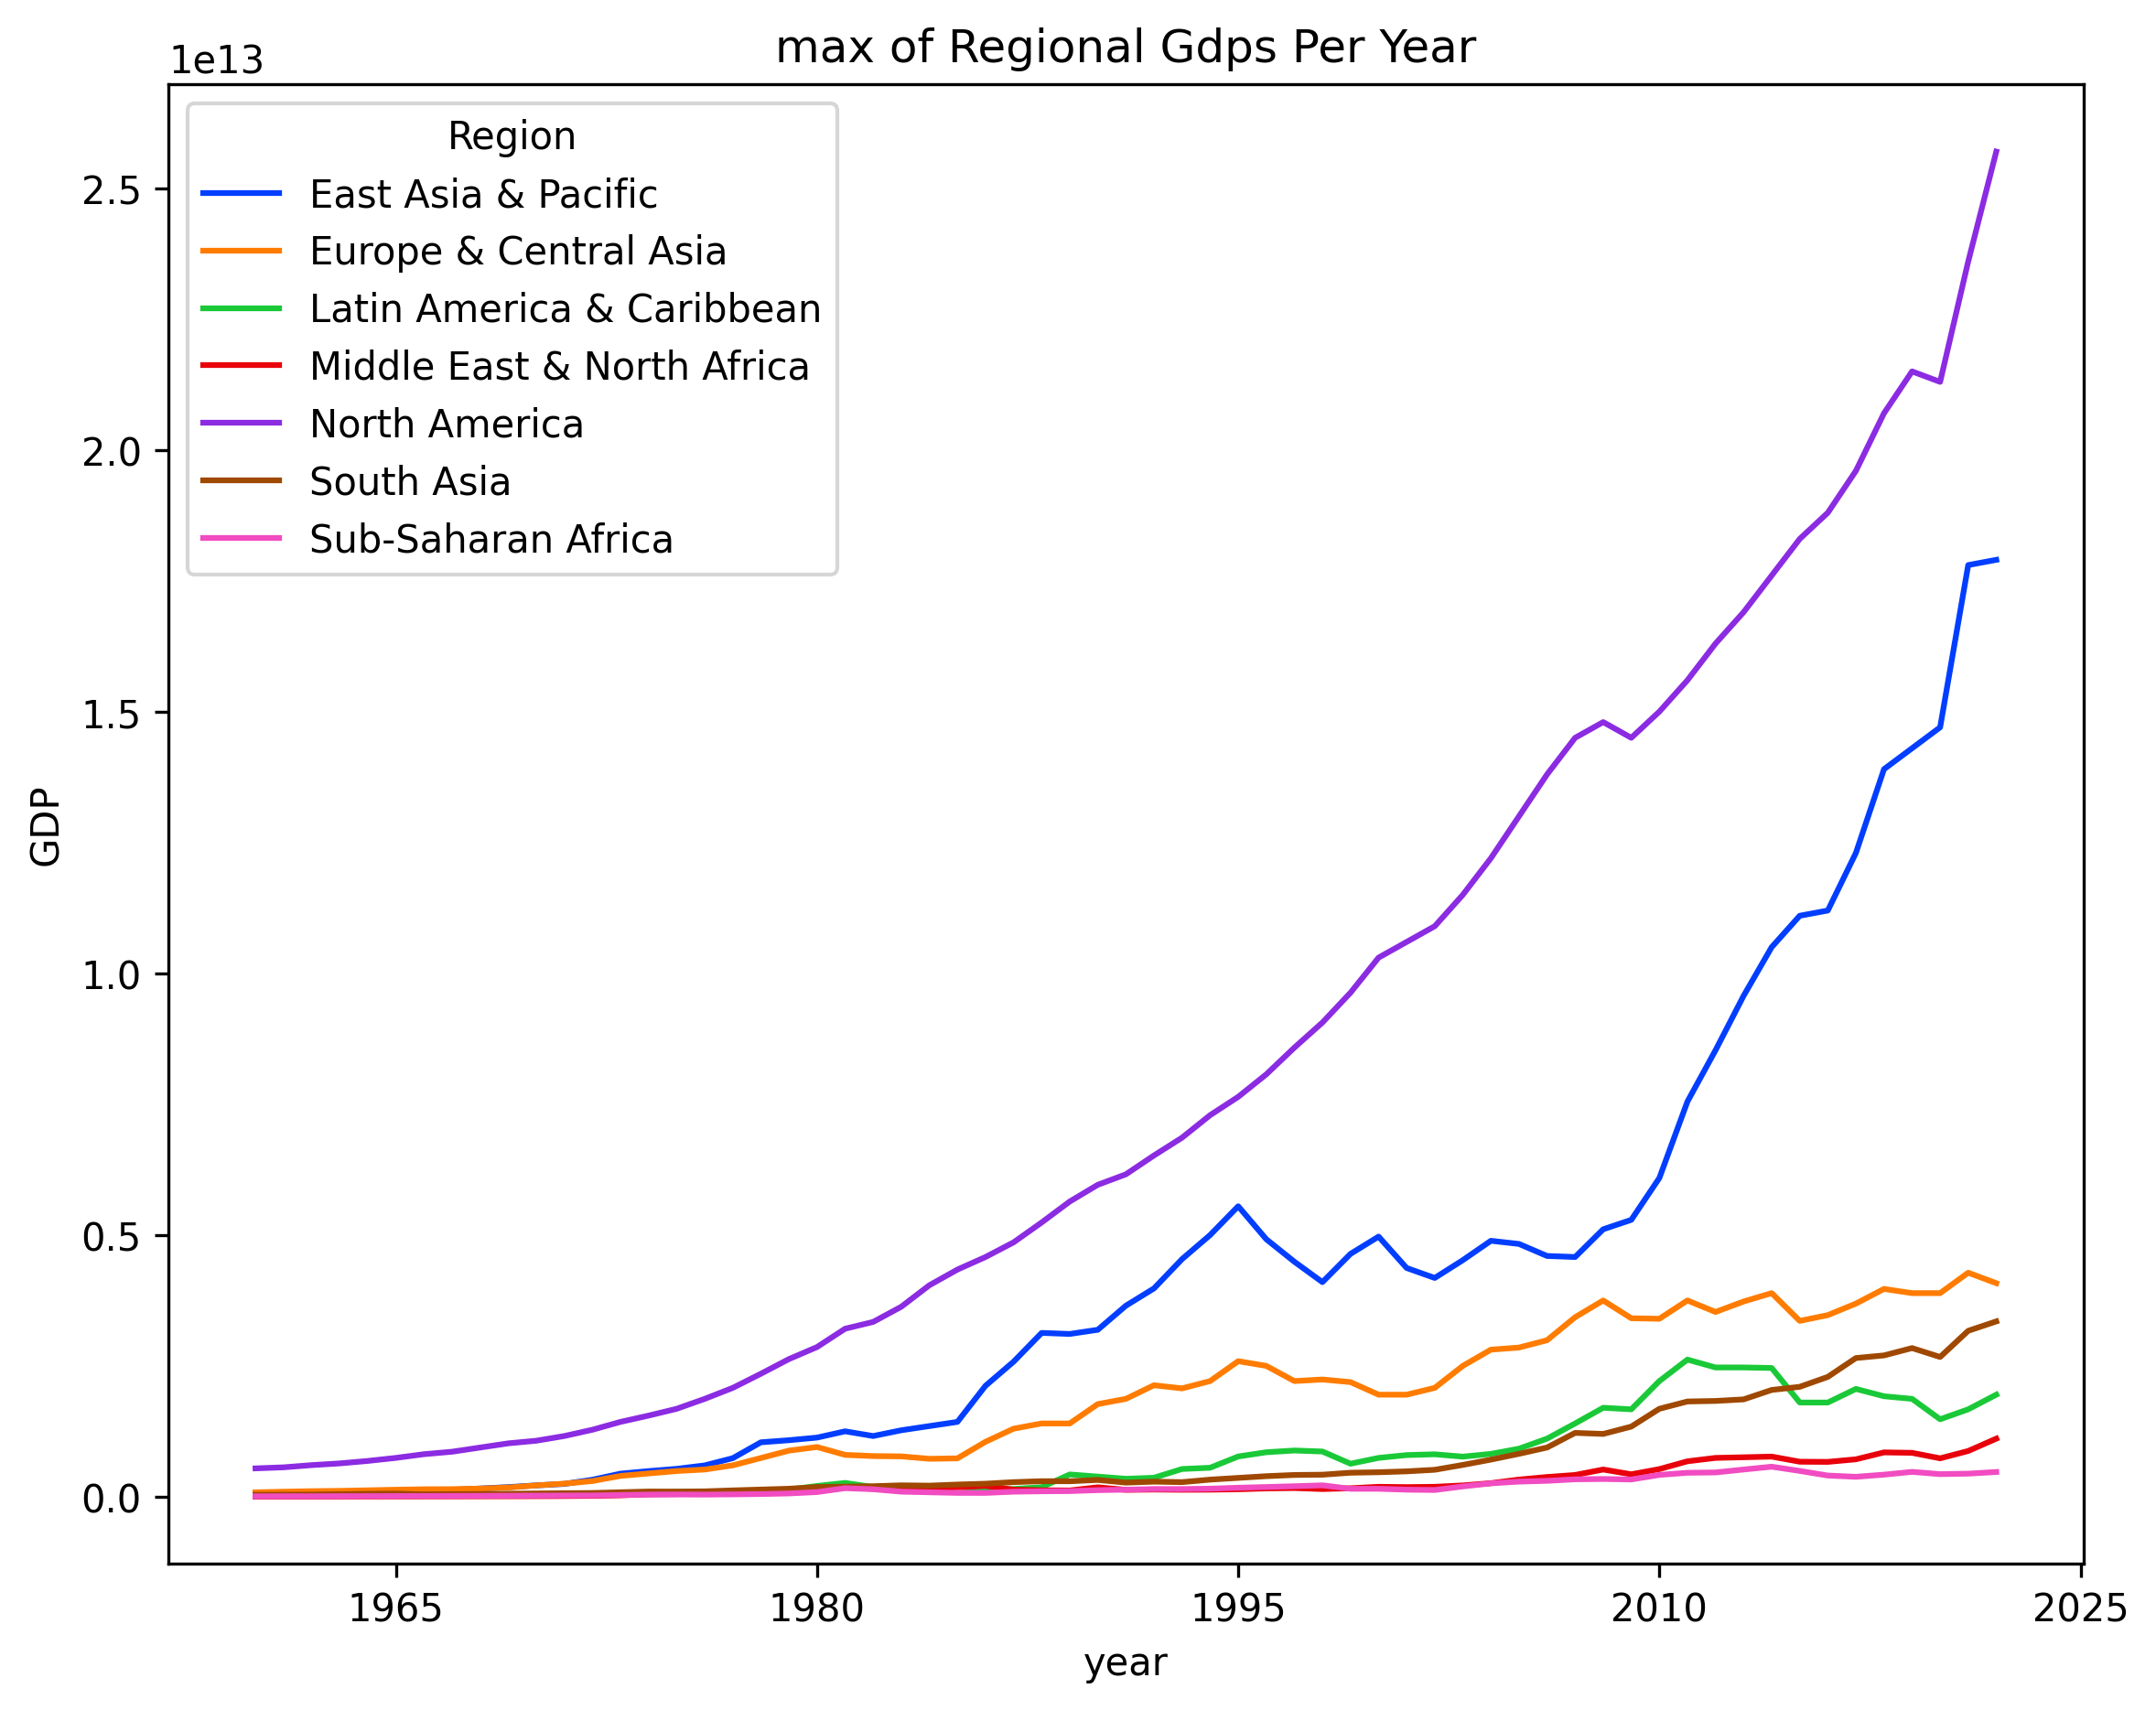 max of Regional Gdps Per Year
1e13
Region
East Asia & Pacific
Europe & Central Asia
Latin America & Caribbean
Middle East & North Africa
North America
South Asia
Sub-Saharan Africa
2.5
2.0
1.5
1.0
0.5
0.0
GDP
1965 1980 1995 2010 2025
year